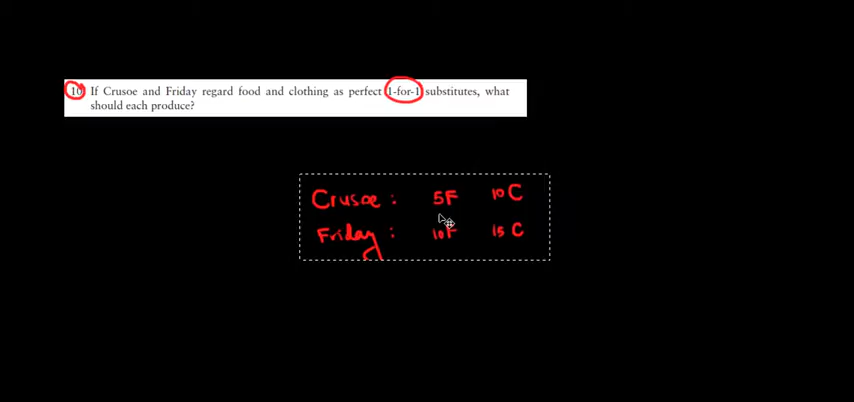 10 If Crusoe and Friday regard food and clothing as perfect 1-for-1 substitutes, what
should each produce?
Crusoe : 5F 10C
Friday : 10F 15C